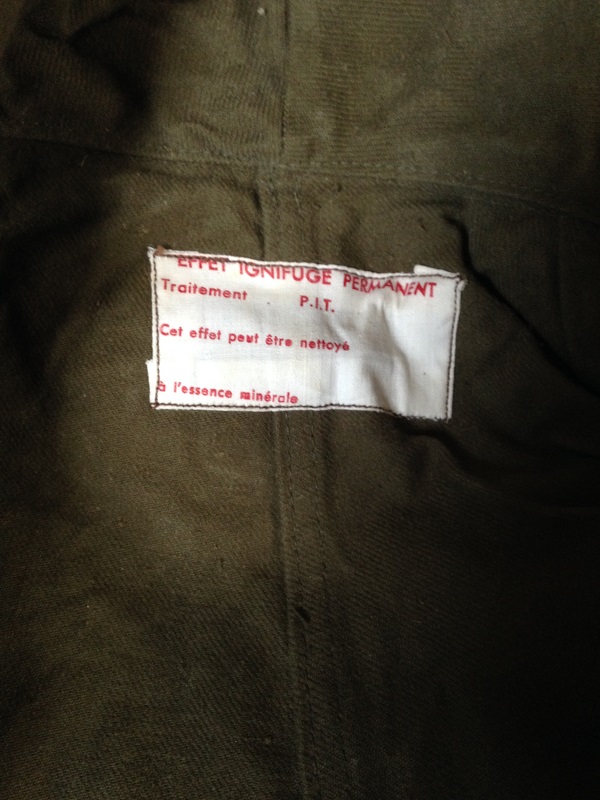 EFFET IGNIFUGE PERMANENT
Traitement P.I.T.
Cet effet peut être nettoyé
à l'essence minérale